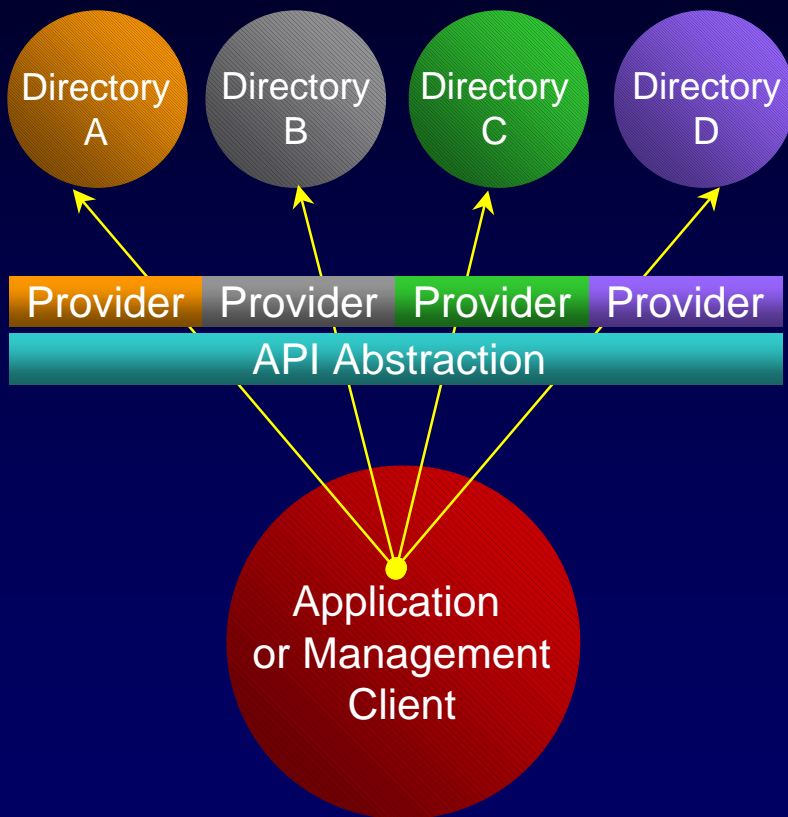 Directory
A
Directory
B
Directory
C
Directory
D
Provider Provider Provider Provider
API Abstraction
Application
or Management
Client